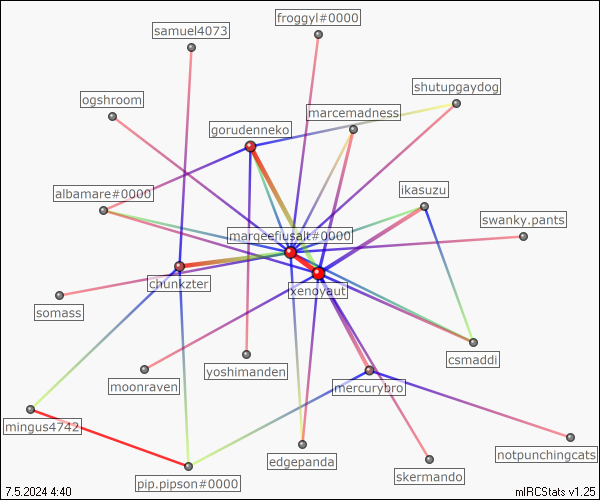 froggyl#0000
samuel4073
shutupgaydog
ogshroom
marcemadness
gorudenneko
ikasuzu
albamare#0000
swanky.pants
marqeefiusalt#0000
chunkzter
xenoyaut
somass
csmaddi
yoshimanden
moonraven
mercurybro
mingus4742
notpunchingcats
edgepanda
skermando
pip.pipson#0000
7.5.2024 4:40
mIRCStats v1.25